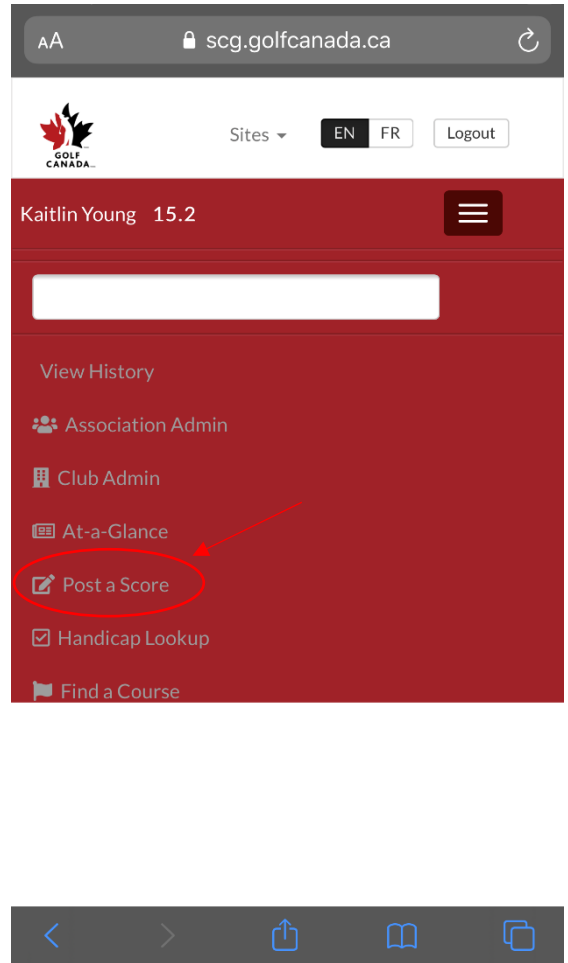 AA scg.golfcanada.ca
GOLF
CANADA
Sites EN FR Logout
Kaitlin Young 15.2
View History
Association Admin
Club Admin
At-a-Glance
Post a Score
Handicap Lookup
Find a Course